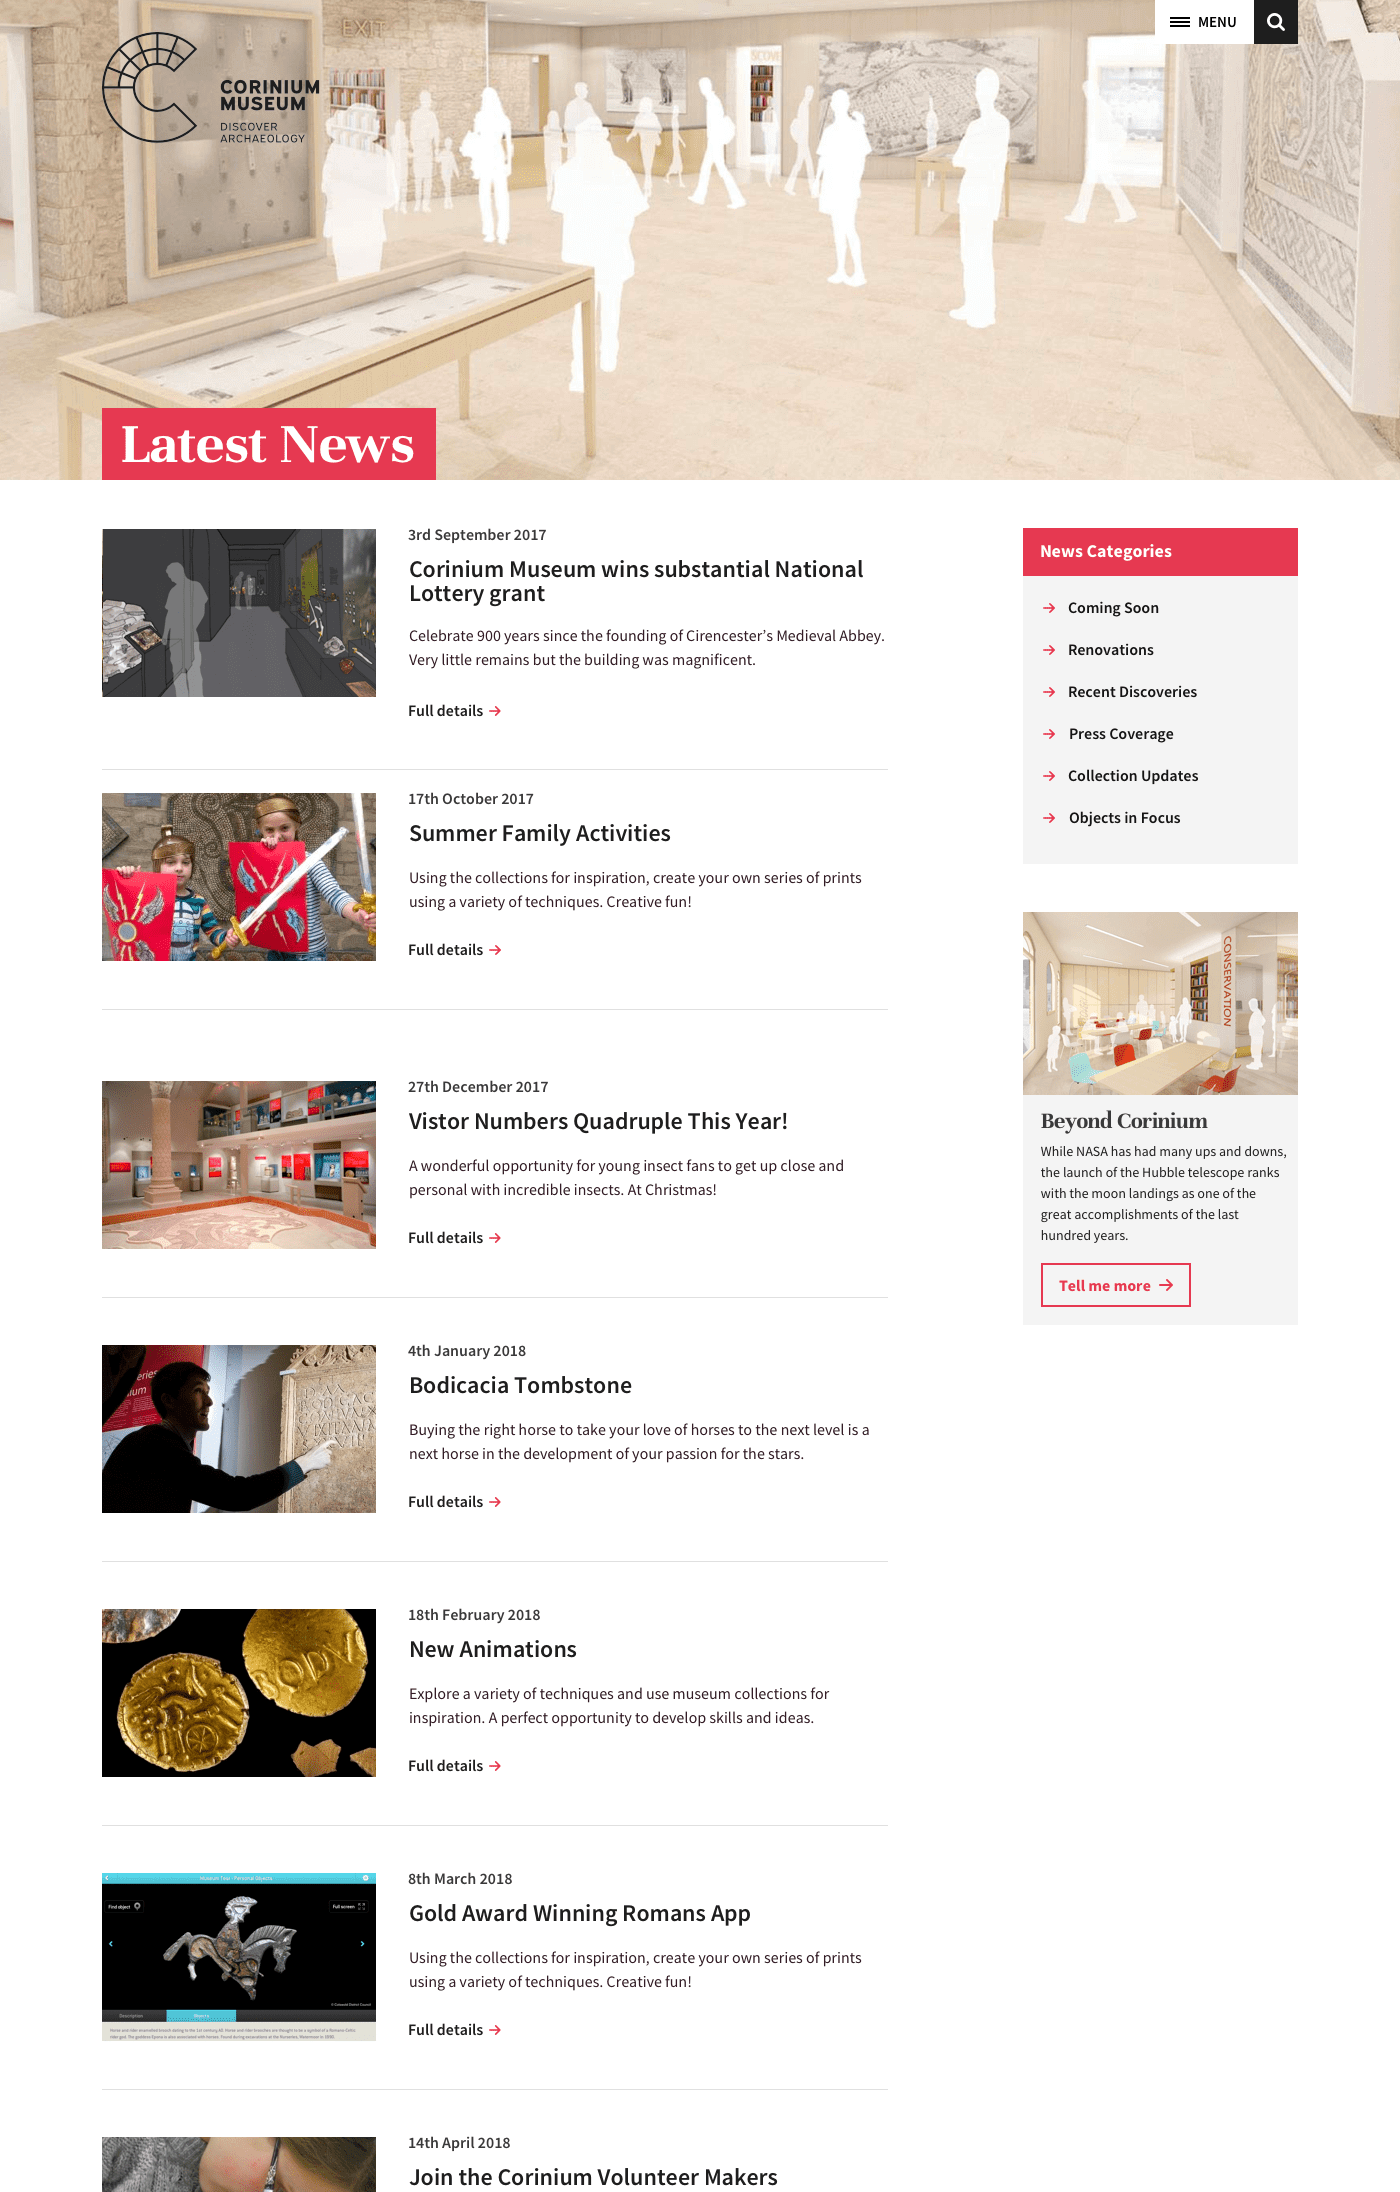 EXIT
MENU
CORINIUM
MUSEUM
DISCOVER
ARCHAEOLOGY
Latest News
3rd September 2017
Corinium Museum wins substantial National
Lottery grant
Celebrate 900 years since the founding of Cirencester’s Medieval Abbey.
Very little remains but the building was magnificent.
Full details
17th October 2017
Summer Family Activities
Using the collections for inspiration, create your own series of prints
using a variety of techniques. Creative fun!
Full details
27th December 2017
Vistor Numbers Quadruple This Year!
A wonderful opportunity for young insect fans to get up close and
personal with incredible insects. At Christmas!
Full details
4th January 2018
Bodicacia Tombstone
Buying the right horse to take your love of horses to the next level is a
next horse in the development of your passion for the stars.
Full details
BODV
18th February 2018
New Animations
Explore a variety of techniques and use museum collections for
inspiration. A perfect opportunity to develop skills and ideas.
Full details
Museum Tour - Personal Objects
Find object
Full screen
Description
8th March 2018
Gold Award Winning Romans App
Using the collections for inspiration, create your own series of prints
using a variety of techniques. Creative fun!
Full details
14th April 2018
Join the Corinium Volunteer Makers
News Categories
Coming Soon
Renovations
Recent Discoveries
Press Coverage
Collection Updates
Objects in Focus
CONSERVATION
Beyond Corinium
While NASA has had many ups and downs,
the launch of the Hubble telescope ranks
with the moon landings as one of the
great accomplishments of the last
hundred years.
Tell me more